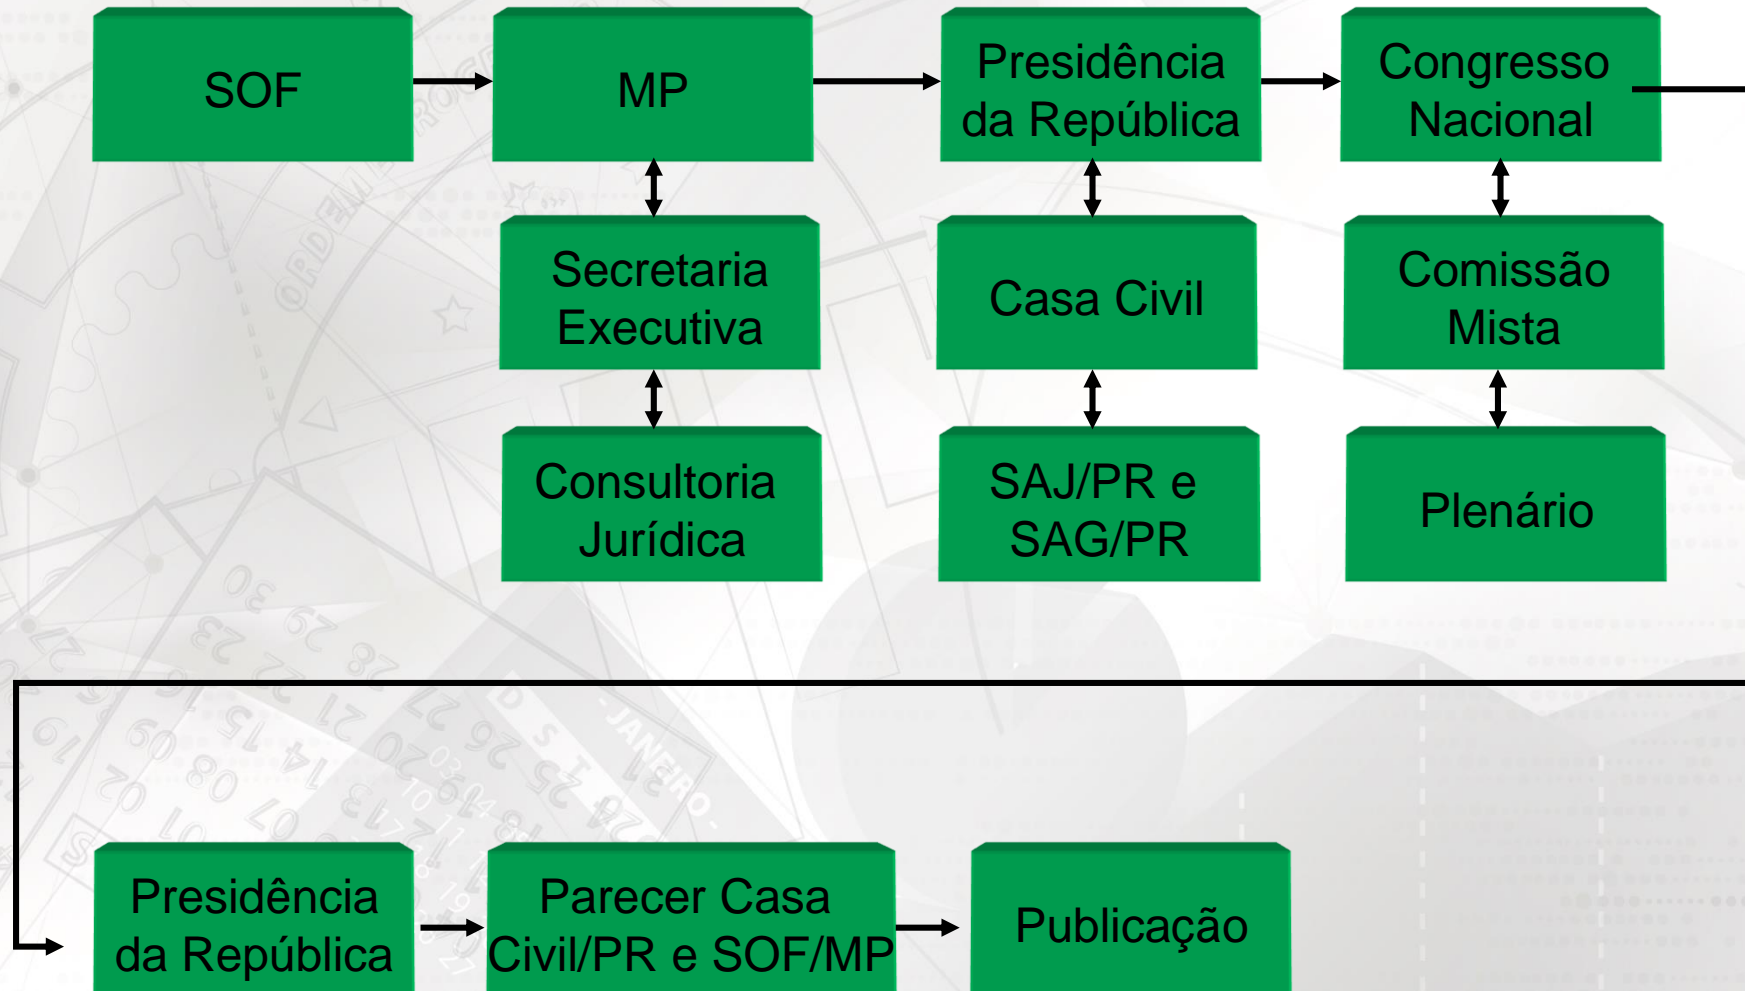 SOF
MP
Presidência
da República
Congresso
Nacional
Secretaria
Executiva
Casa Civil
Comissão
Mista
Consultoria
Jurídica
SAJ/PR e
SAG/PR
Plenário
Presidência
da República
Parecer Casa
Civil/PR e SOF/MP
Publicação